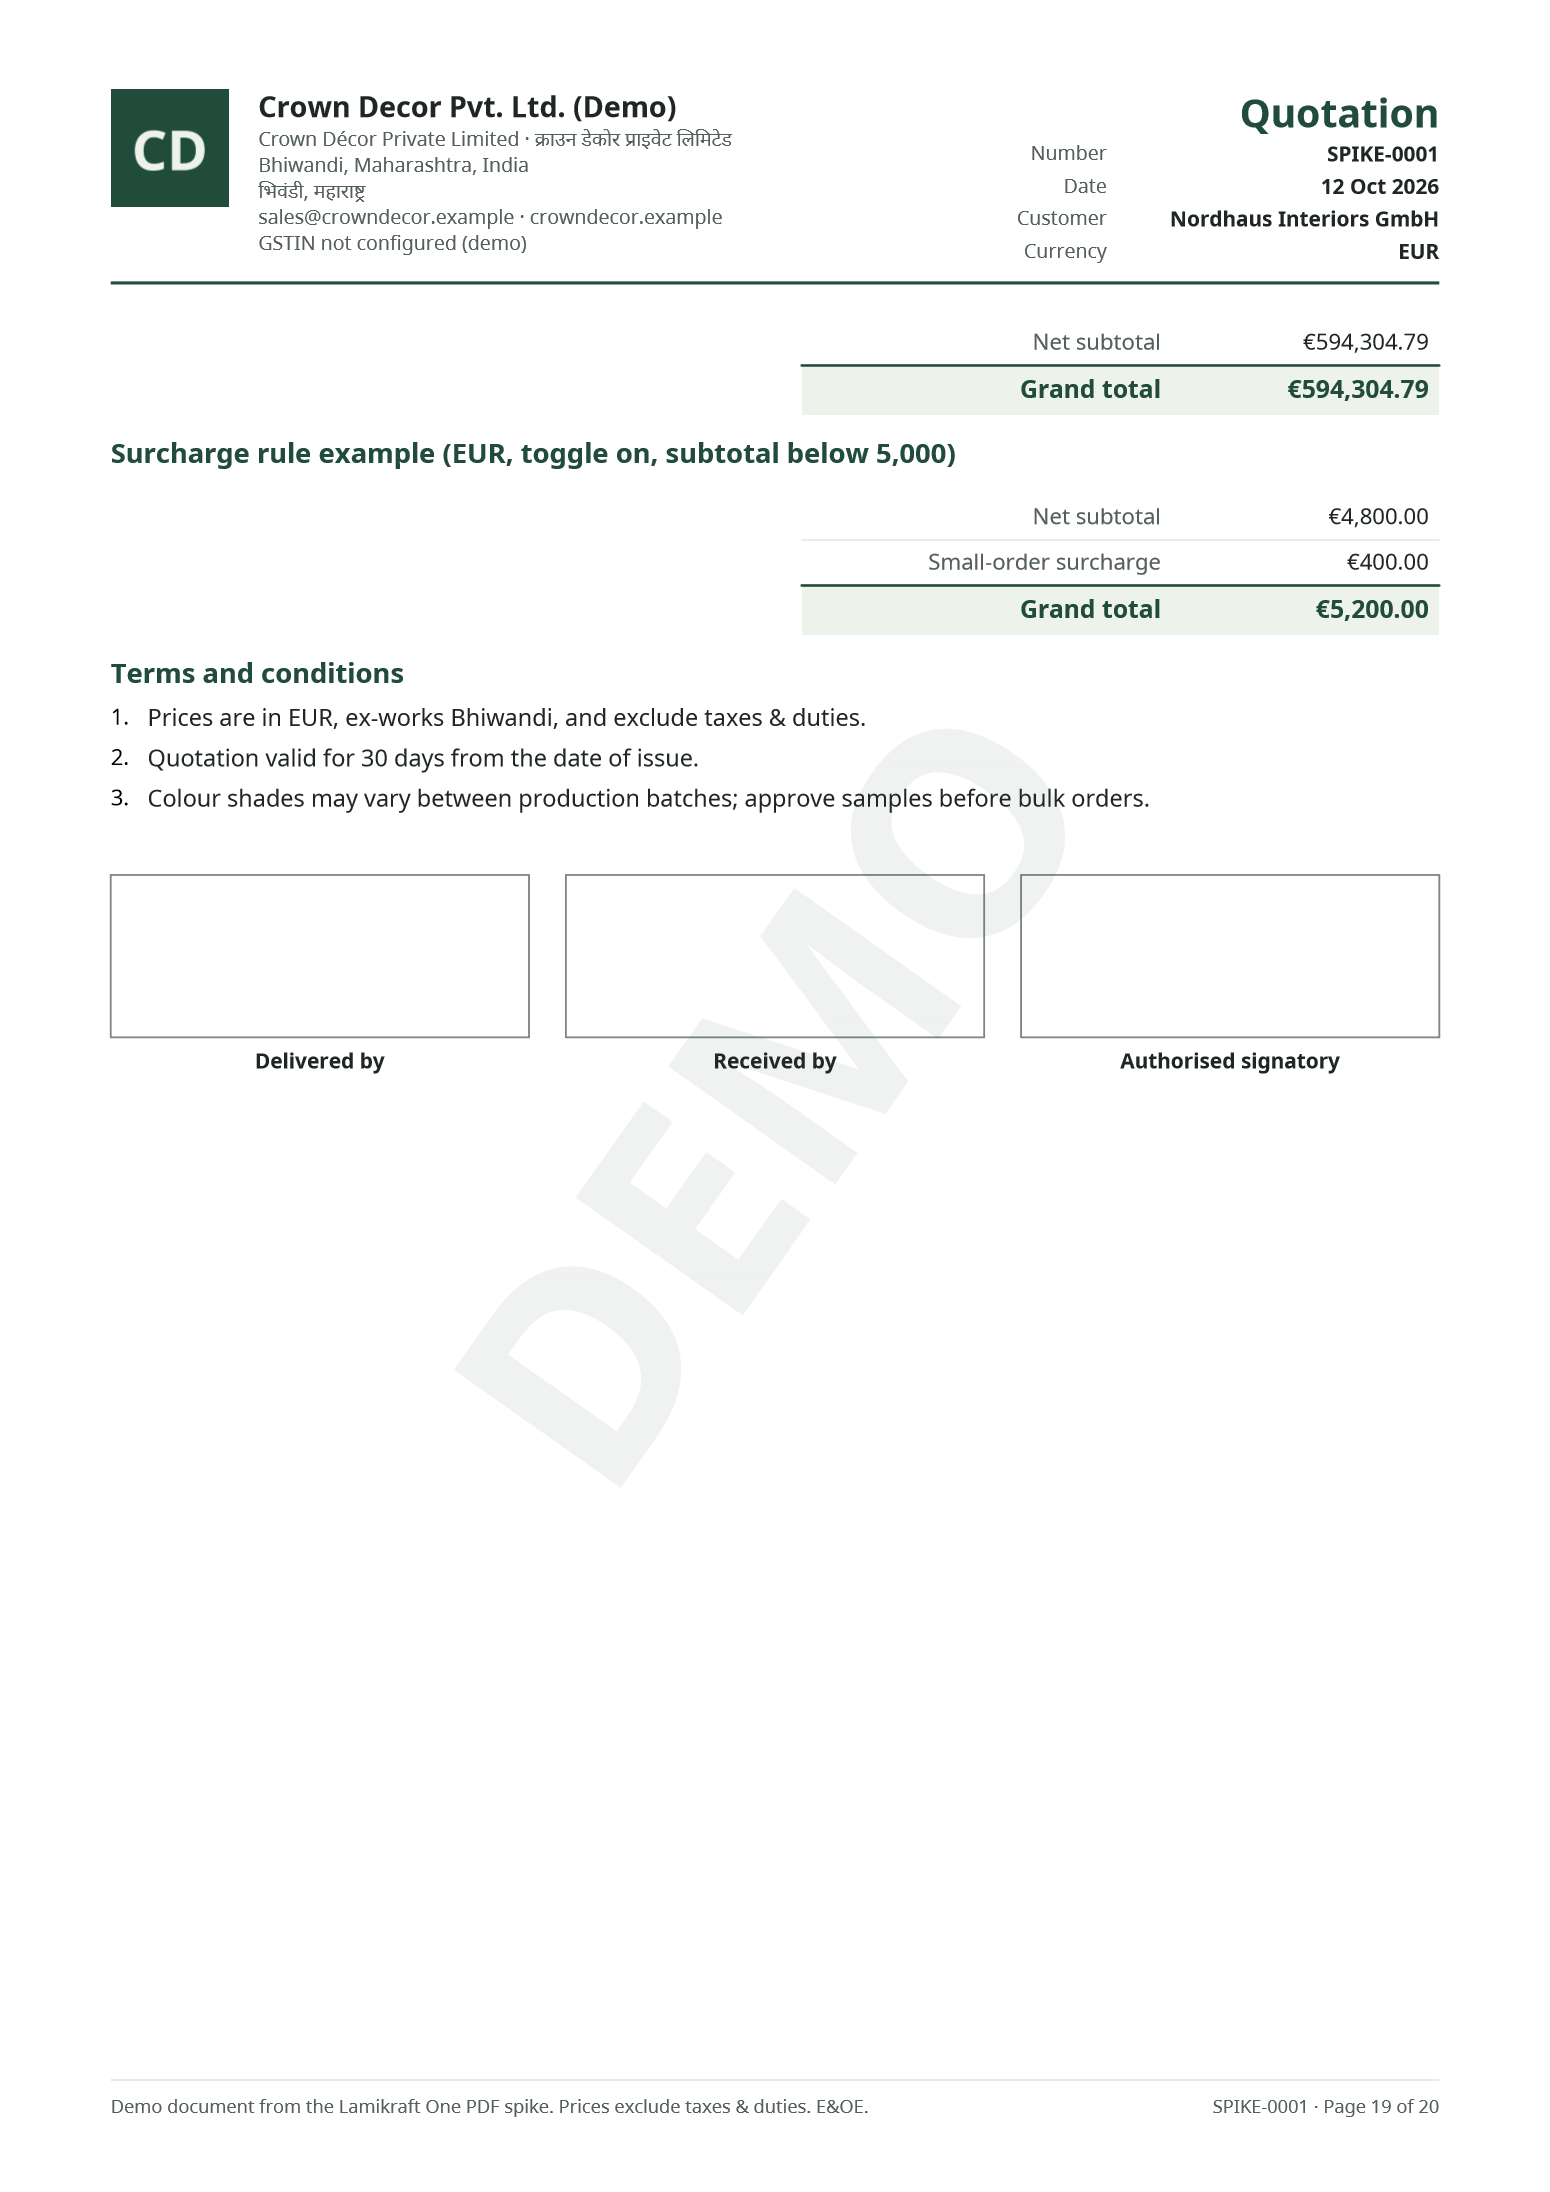 CD
Crown Decor Pvt. Ltd. (Demo)
Crown Décor Private Limited · क्राउन डेकोर प्राइवेट लिमिटेड
Bhiwandi, Maharashtra, India
भिवंडी, महाराष्ट्र
sales@crowndecor.example · crowndecor.example
GSTIN not configured (demo)
Quotation
Number SPIKE-0001
Date 12 Oct 2026
Customer Nordhaus Interiors GmbH
Currency EUR
Net subtotal €594,304.79
Grand total €594,304.79
Surcharge rule example (EUR, toggle on, subtotal below 5,000)
Net subtotal €4,800.00
Small-order surcharge €400.00
Grand total €5,200.00
Terms and conditions
1. Prices are in EUR, ex-works Bhiwandi, and exclude taxes & duties.
2. Quotation valid for 30 days from the date of issue.
3. Colour shades may vary between production batches; approve samples before bulk orders.
Delivered by Received by Authorised signatory
DEMO
Demo document from the Lamikraft One PDF spike. Prices exclude taxes & duties. E&OE. SPIKE-0001 · Page 19 of 20